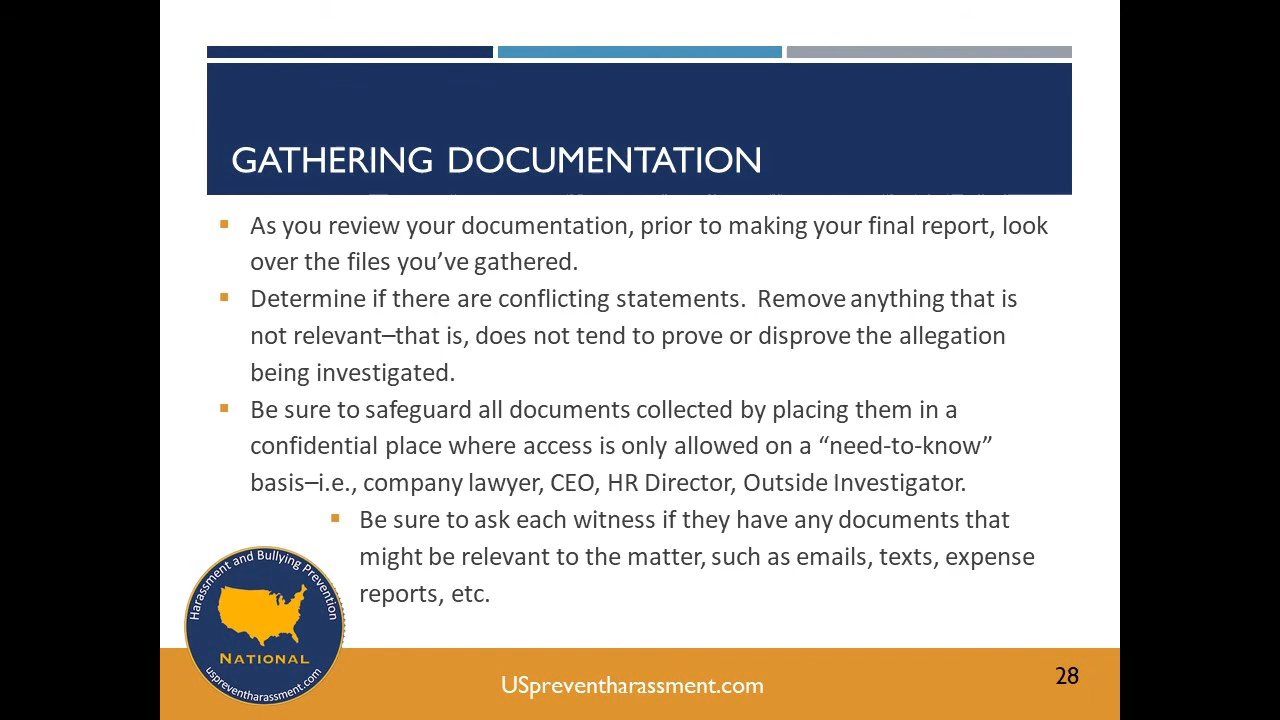 GATHERING DOCUMENTATION
▪ As you review your documentation, prior to making your final report, look
over the files you’ve gathered.
▪ Determine if there are conflicting statements.  Remove anything that is
not relevant–that is, does not tend to prove or disprove the allegation
being investigated.
▪ Be sure to safeguard all documents collected by placing them in a
confidential place where access is only allowed on a “need-to-know”
basis–i.e., company lawyer, CEO, HR Director, Outside Investigator.
▪ Be sure to ask each witness if they have any documents that
might be relevant to the matter, such as emails, texts, expense
reports, etc.
Harassment and Bullying Prevention
NATIONAL
uspreventharassment.com
USpreventharassment.com
28